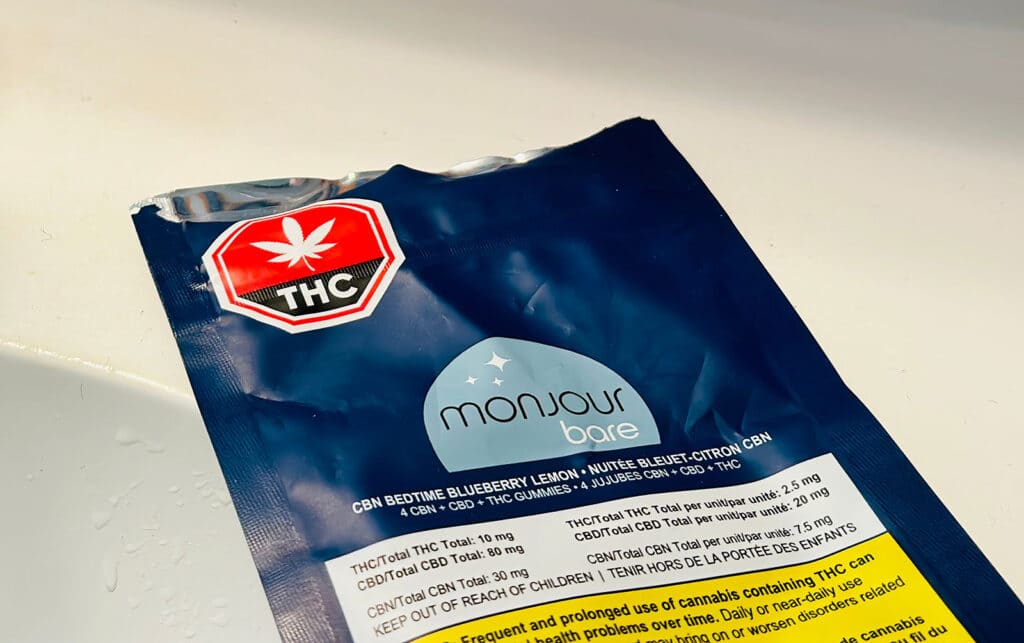 THC
monjour
bare
CBN BEDTIME BLUEBERRY LEMON • NUITÉE BLEUET-CITRON CBN
4 CBN + CBD + THC GUMMIES • 4 JUJUBES CBN + CBD + THC
THC/Total THC Total: 10 mg
CBD/Total CBD Total: 80 mg
CBN/Total CBN Total: 30 mg
THC/Total THC Total per unit/par unité: 2.5 mg
CBD/Total CBD Total per unit/par unité: 20 mg
CBN/Total CBN Total per unit/par unité: 7.5 mg
KEEP OUT OF REACH OF CHILDREN | TENIR HORS DE LA PORTÉE DES ENFANTS
Frequent and prolonged use of cannabis containing THC can
health problems over time. Daily or near-daily use
may bring on or worsen disorders related
de cannabis
fil du